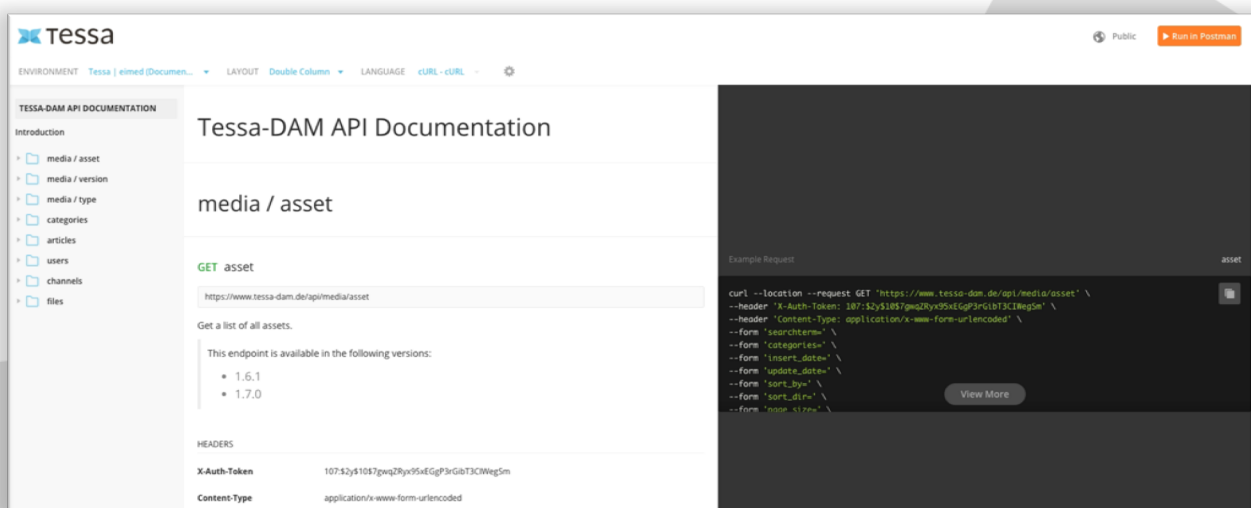 Tessa
Public
Run in Postman
ENVIRONMENT Tessa | eimed (Documen... LAYOUT Double Column LANGUAGE cURL - cURL
TESSA-DAM API DOCUMENTATION
Introduction
media / asset
media / version
media / type
categories
articles
users
channels
files
Tessa-DAM API Documentation
media / asset
GET asset
https://www.tessa-dam.de/api/media/asset
Get a list of all assets.
This endpoint is available in the following versions:
• 1.6.1
• 1.7.0
HEADERS
X-Auth-Token 107:$2y$10$7gwqZRyx95xEGgP3rGibT3CIWegSm
Content-Type application/x-www-form-urlencoded
Example Request asset
curl --location --request GET 'https://www.tessa-dam.de/api/media/asset' \
--header 'X-Auth-Token: 107:$2y$10$7gwqZRyx95xEGgP3rGibT3CIWegSm' \
--header 'Content-Type: application/x-www-form-urlencoded' \
--form 'searchterm=' \
--form 'categories=' \
--form 'insert_date=' \
--form 'update_date=' \
--form 'sort_by=' \
--form 'sort_dir=' \
--form 'page_size=' \
View More